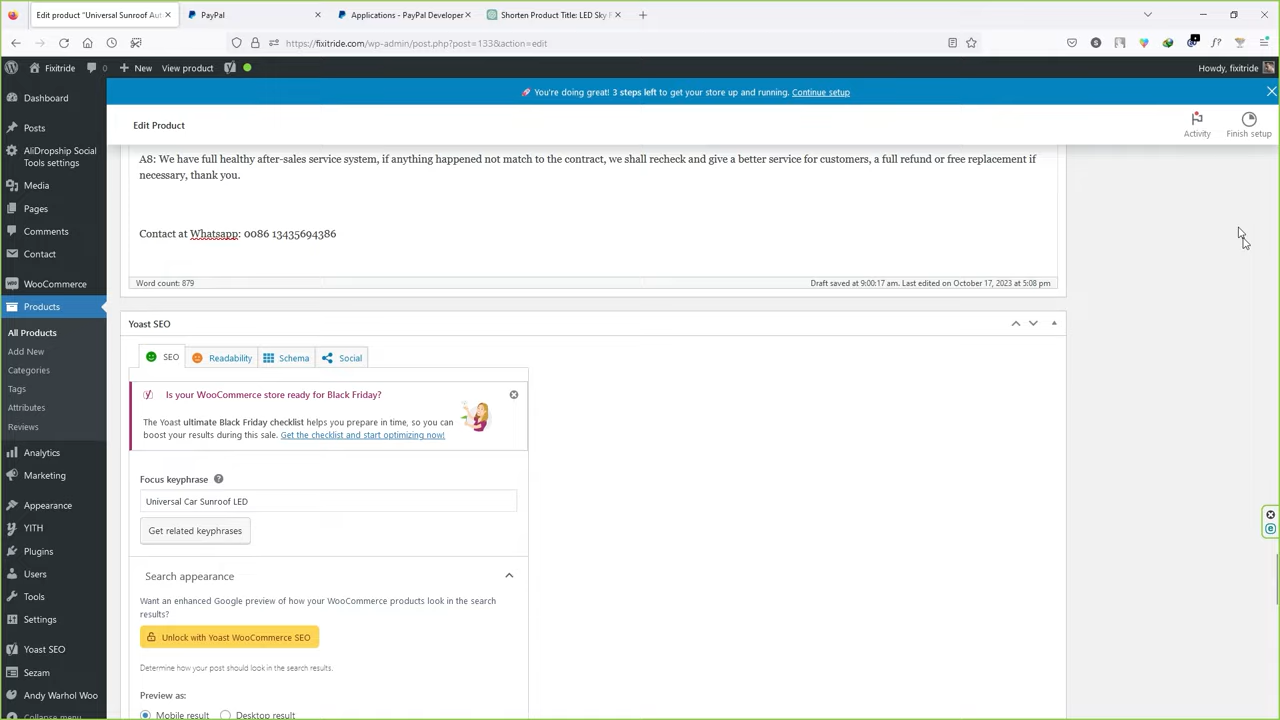 Edit product "Universal Sunroof Aut
PayPal
Applications - PayPal Developer
Shorten Product Title: LED Sky F
https://fixitride.com/wp-admin/post.php?post=133&action=edit
Fixitride
0
New
View product
Howdy, fixitride
Dashboard
Posts
AliDropship Social
Tools settings
Media
Pages
Comments
Contact
WooCommerce
Products
All Products
Add New
Categories
Tags
Attributes
Reviews
Analytics
Marketing
Appearance
YITH
Plugins
Users
Tools
Settings
Yoast SEO
Sezam
Andy Warhol Woo
Collapse menu
You're doing great! 3 steps left to get your store up and running. Continue setup
Edit Product
Activity
Finish setup
A8: We have full healthy after-sales service system, if anything happened not match to the contract, we shall recheck and give a better service for customers, a full refund or free replacement if
necessary, thank you.
Contact at Whatsapp: 0086 13435694386
Word count: 879
Draft saved at 9:00:17 am. Last edited on October 17, 2023 at 5:08 pm
Yoast SEO
SEO
Readability
Schema
Social
Is your WooCommerce store ready for Black Friday?
The Yoast ultimate Black Friday checklist helps you prepare in time, so you can
boost your results during this sale. Get the checklist and start optimizing now!
Focus keyphrase
Universal Car Sunroof LED
Get related keyphrases
Search appearance
Want an enhanced Google preview of how your WooCommerce products look in the search
results?
Unlock with Yoast WooCommerce SEO
Determine how your post should look in the search results.
Preview as:
Mobile result
Desktop result